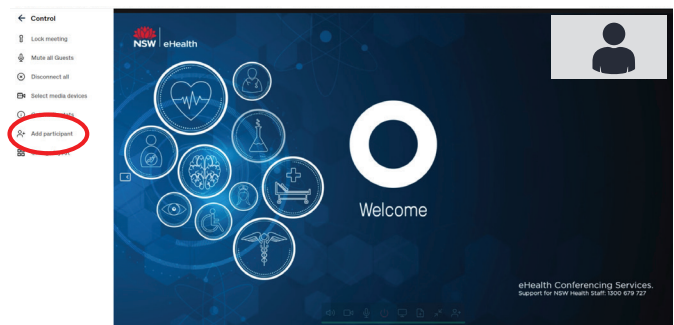 Control
Lock meeting
Mute all Guests
Disconnect all
Select media devices
Add participant
NSW eHealth
Welcome
eHealth Conferencing Services.
Support for NSW Health Staff: 1300 679 727